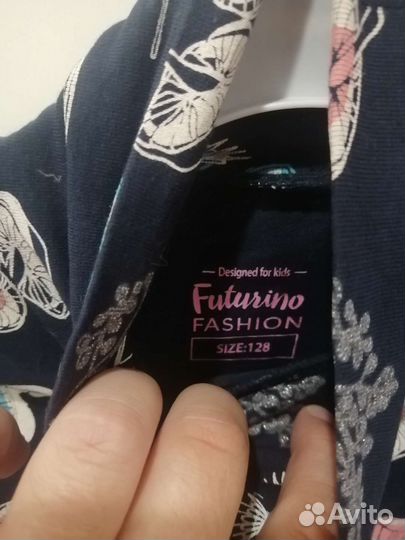 Designed for kids
Futurino
FASHION
SIZE:128
Avito